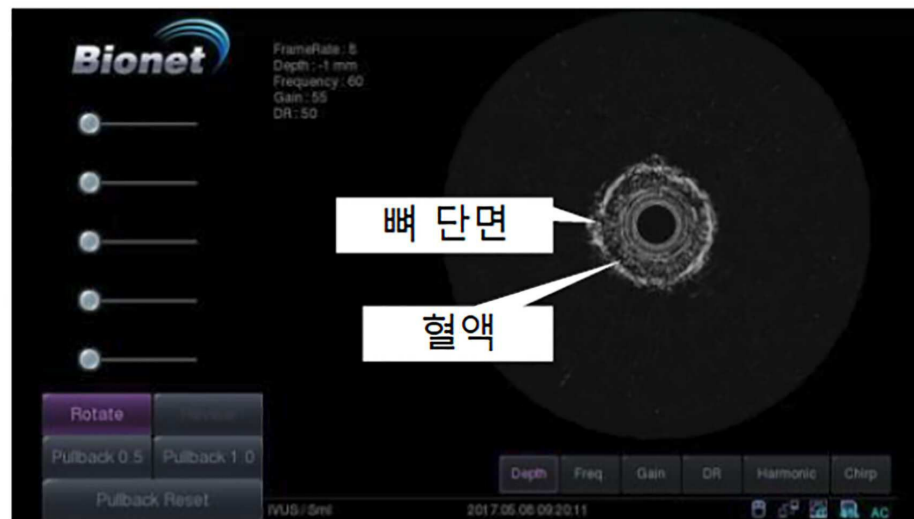 Bionet
FrameRate : 8
Depth : -1 mm
Frequency : 60
Gain : 55
DR : 50
뼈 단면
혈액
Rotate
Pullback 0.5
Pullback 1.0
Pullback Reset
Depth
Freq
Gain
DR
Harmonic
Chirp
IVUS / Sml
2017.05.08 09:20:11
AC